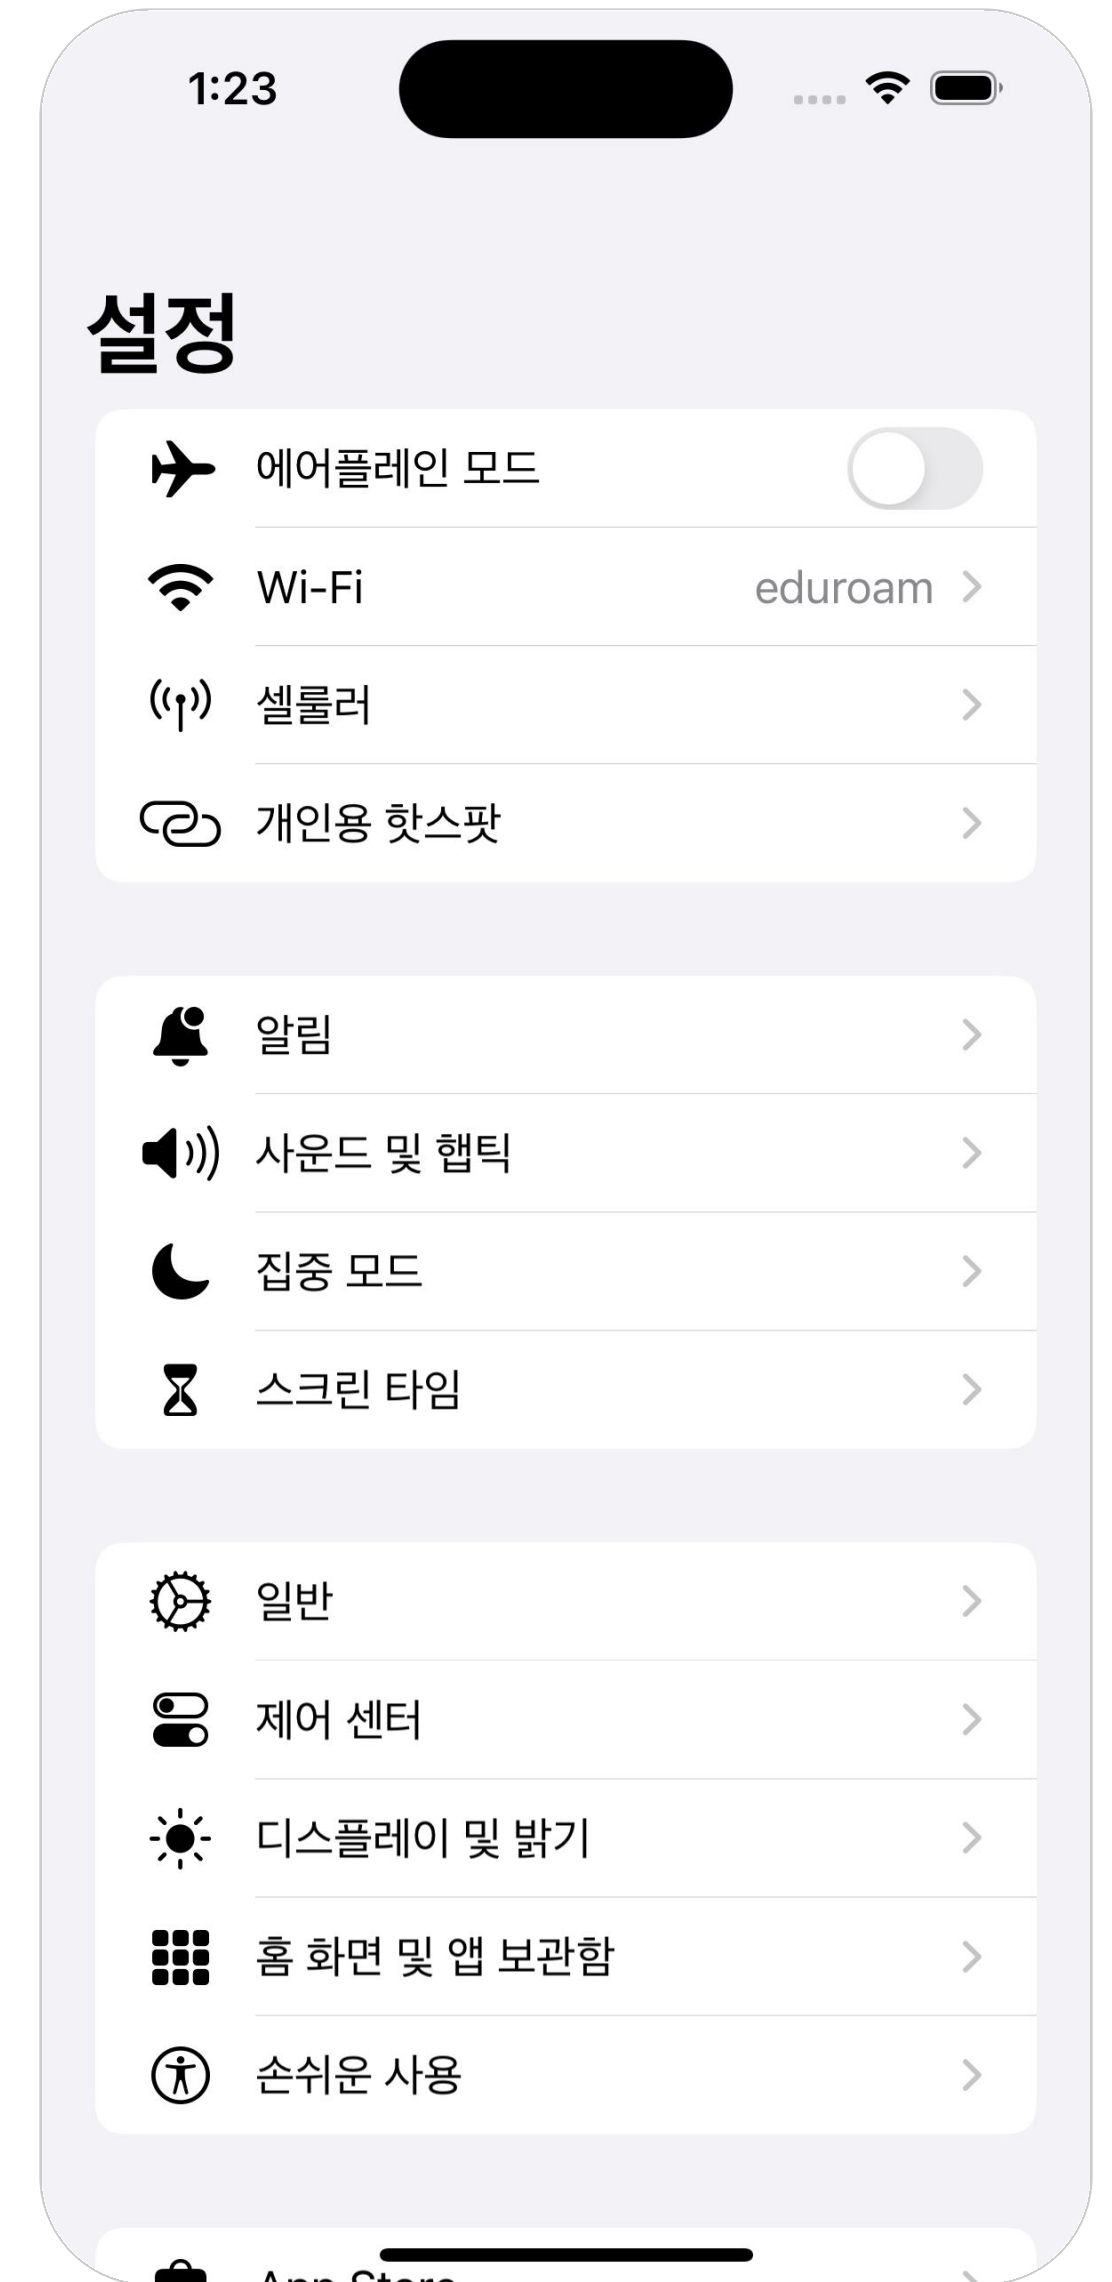 1:23
설정
에어플레인 모드
Wi-Fi eduroam
셀룰러
개인용 핫스팟
알림
사운드 및 햅틱
집중 모드
스크린 타임
일반
제어 센터
디스플레이 및 밝기
홈 화면 및 앱 보관함
손쉬운 사용
App Store